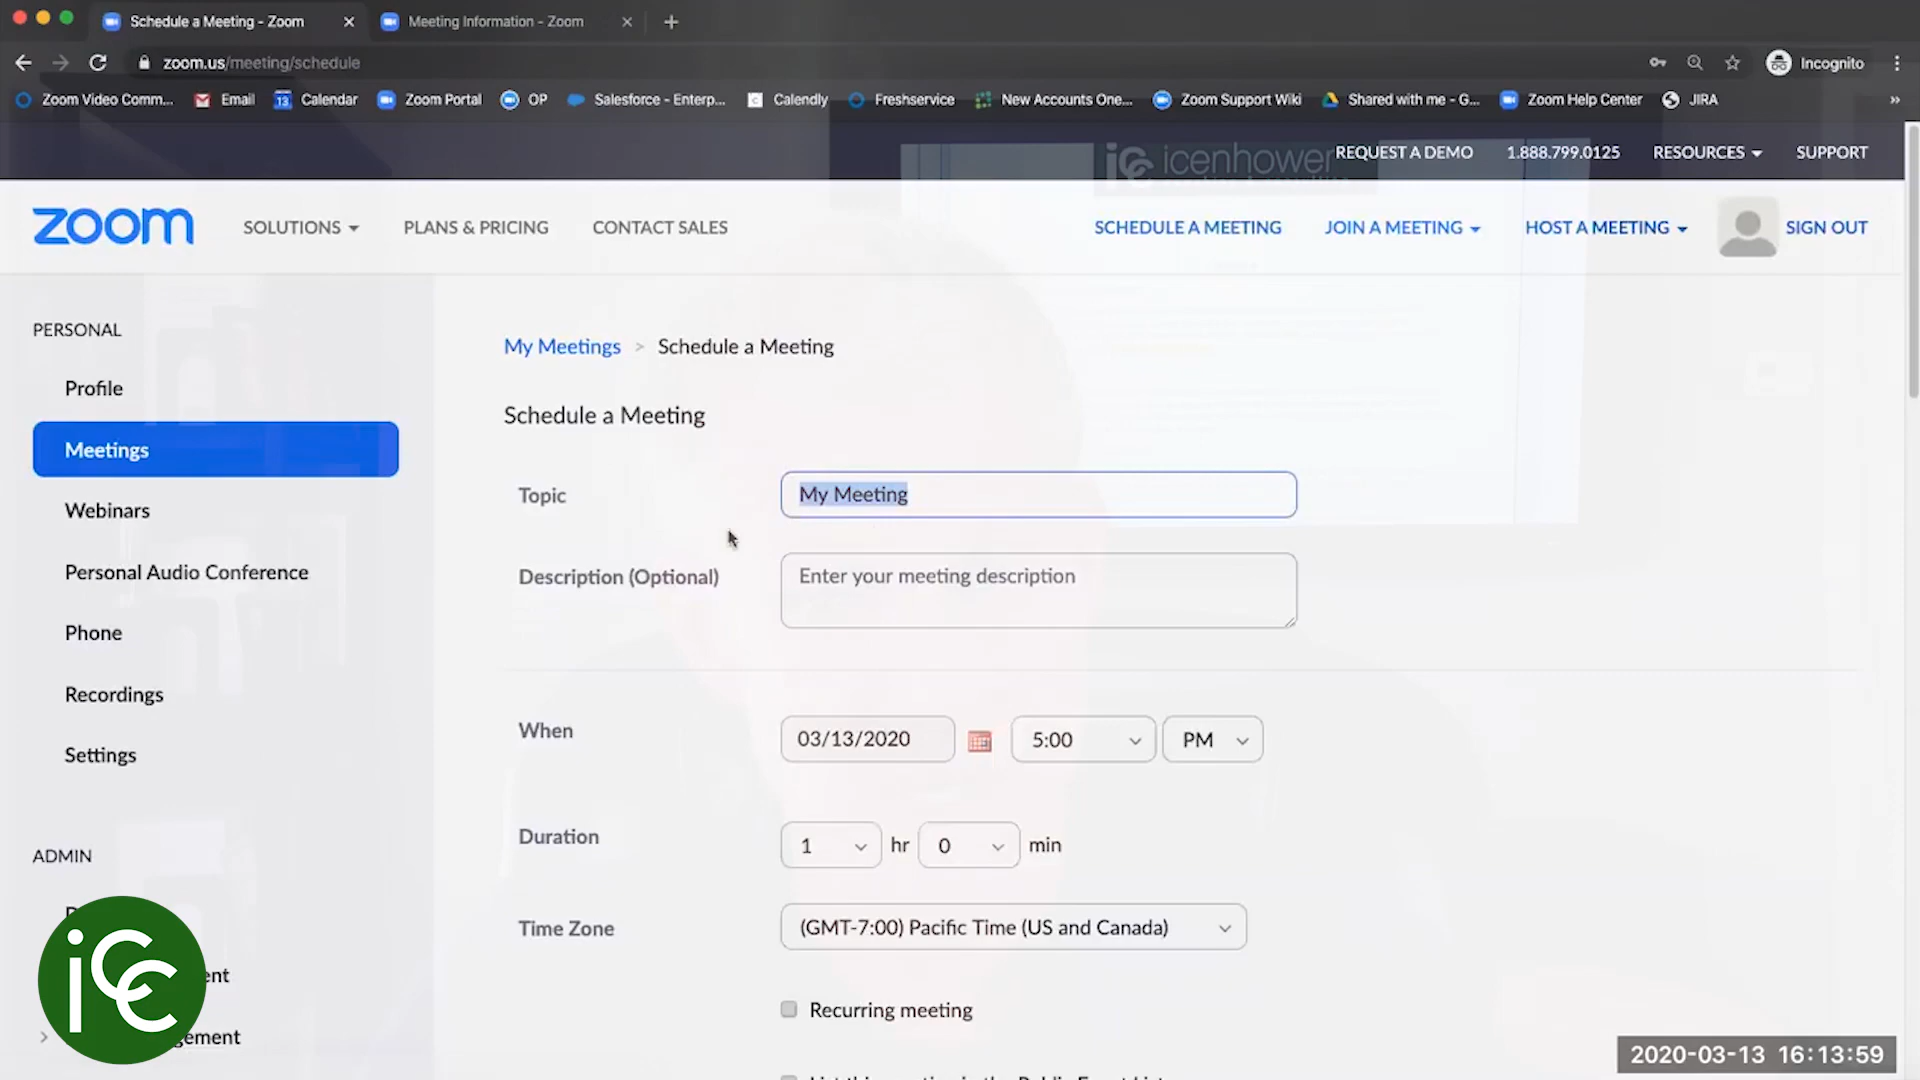 Schedule a Meeting - Zoom
Meeting Information - Zoom
zoom.us/meeting/schedule
Incognito
Zoom Video Comm...
Email
Calendar
Zoom Portal
OP
Salesforce - Enterp...
Calendly
Freshservice
New Accounts One...
Zoom Support Wiki
Shared with me - G...
Zoom Help Center
JIRA
icenhower
REQUEST A DEMO
1.888.799.0125
RESOURCES
SUPPORT
zoom
SOLUTIONS
PLANS & PRICING
CONTACT SALES
SCHEDULE A MEETING
JOIN A MEETING
HOST A MEETING
SIGN OUT
PERSONAL
Profile
Meetings
Webinars
Personal Audio Conference
Phone
Recordings
Settings
ADMIN
My Meetings > Schedule a Meeting
Schedule a Meeting
Topic
My Meeting
Description (Optional)
Enter your meeting description
When
03/13/2020
5:00
PM
Duration
1 hr 0 min
Time Zone
(GMT-7:00) Pacific Time (US and Canada)
Recurring meeting
icc
2020-03-13 16:13:59